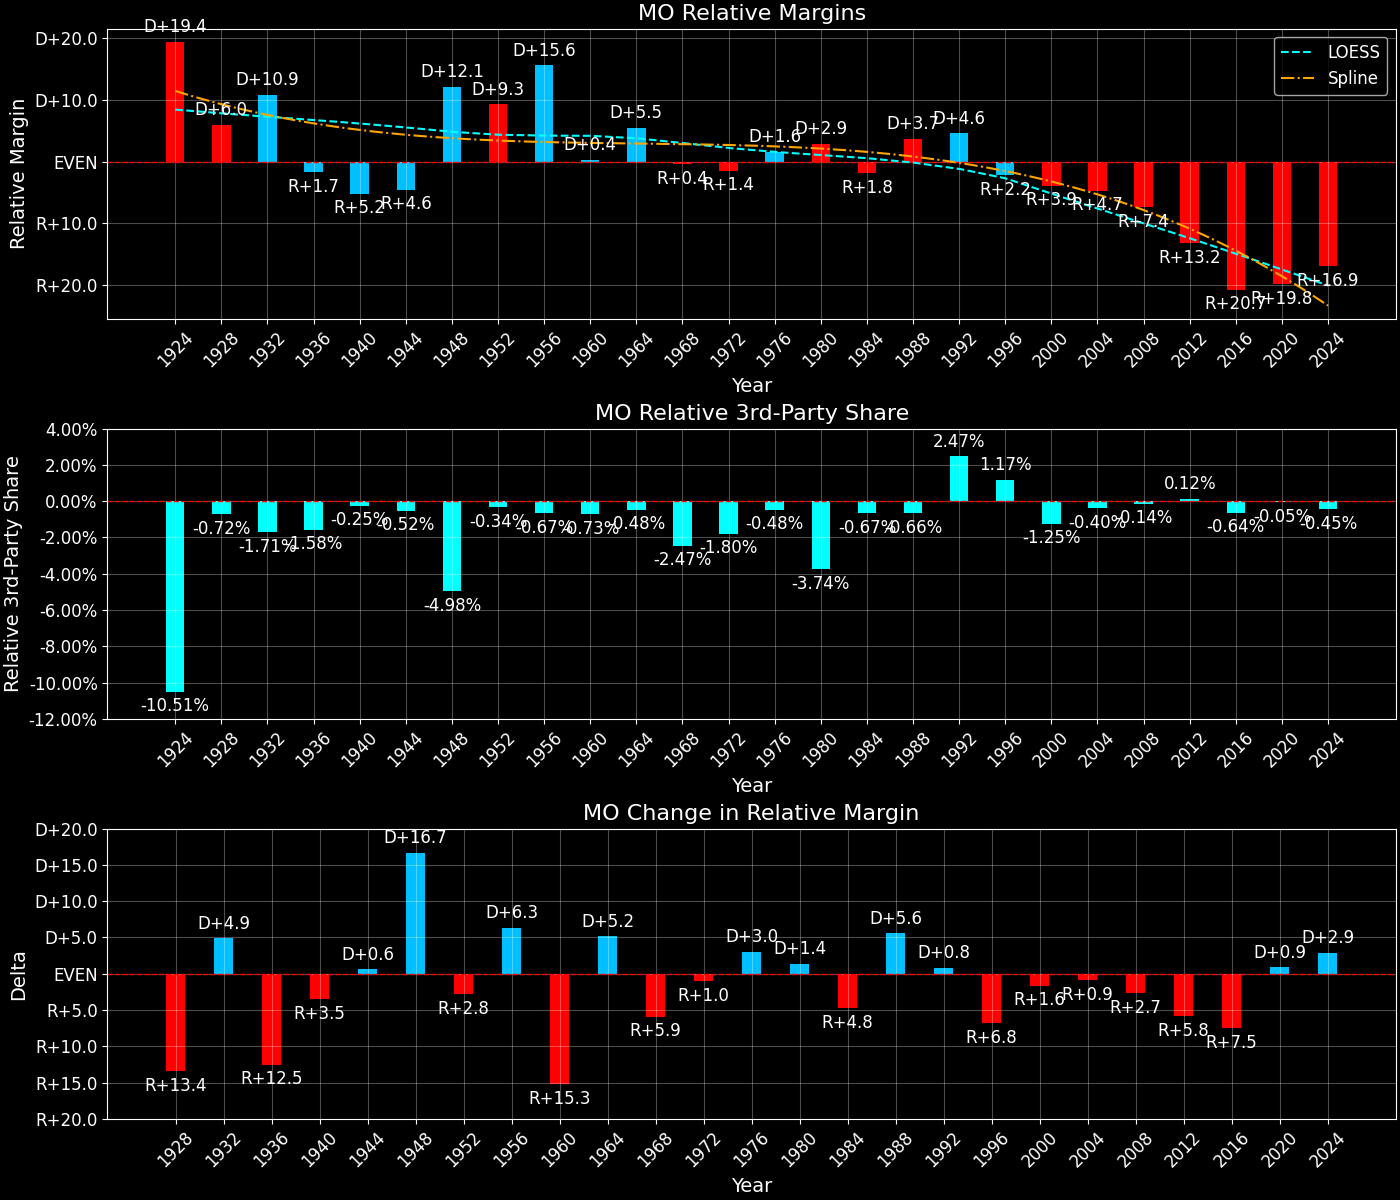 MO Relative Margins
Relative Margin
D+20.0
D+10.0
EVEN
R+10.0
R+20.0
D+19.4
D+6.0
D+10.9
R+1.7
R+5.2
R+4.6
D+12.1
D+9.3
D+15.6
D+0.4
D+5.5
R+0.4
R+1.4
D+1.6
D+2.9
R+1.8
D+3.7
D+4.6
R+2.2
R+3.9
R+4.7
R+7.4
R+13.2
R+20.7
R+19.8
R+16.9
LOESS
Spline
1924 1928 1932 1936 1940 1944 1948 1952 1956 1960 1964 1968 1972 1976 1980 1984 1988 1992 1996 2000 2004 2008 2012 2016 2020 2024
Year
MO Relative 3rd-Party Share
Relative 3rd-Party Share
4.00%
2.00%
0.00%
-2.00%
-4.00%
-6.00%
-8.00%
-10.00%
-12.00%
-10.51%
-0.72%
-1.71%
-1.58%
-0.25%
-0.52%
-4.98%
-0.34%
-0.67%
-0.73%
-0.48%
-2.47%
-1.80%
-0.48%
-3.74%
-0.67%
-0.66%
2.47%
1.17%
-1.25%
-0.40%
-0.14%
0.12%
-0.64%
-0.05%
-0.45%
1924 1928 1932 1936 1940 1944 1948 1952 1956 1960 1964 1968 1972 1976 1980 1984 1988 1992 1996 2000 2004 2008 2012 2016 2020 2024
Year
MO Change in Relative Margin
Delta
D+20.0
D+15.0
D+10.0
D+5.0
EVEN
R+5.0
R+10.0
R+15.0
R+20.0
R+13.4
D+4.9
R+12.5
R+3.5
D+0.6
D+16.7
R+2.8
D+6.3
R+15.3
D+5.2
R+5.9
R+1.0
D+3.0
D+1.4
R+4.8
D+5.6
D+0.8
R+6.8
R+1.6
R+0.9
R+2.7
R+5.8
R+7.5
D+0.9
D+2.9
1928 1932 1936 1940 1944 1948 1952 1956 1960 1964 1968 1972 1976 1980 1984 1988 1992 1996 2000 2004 2008 2012 2016 2020 2024
Year